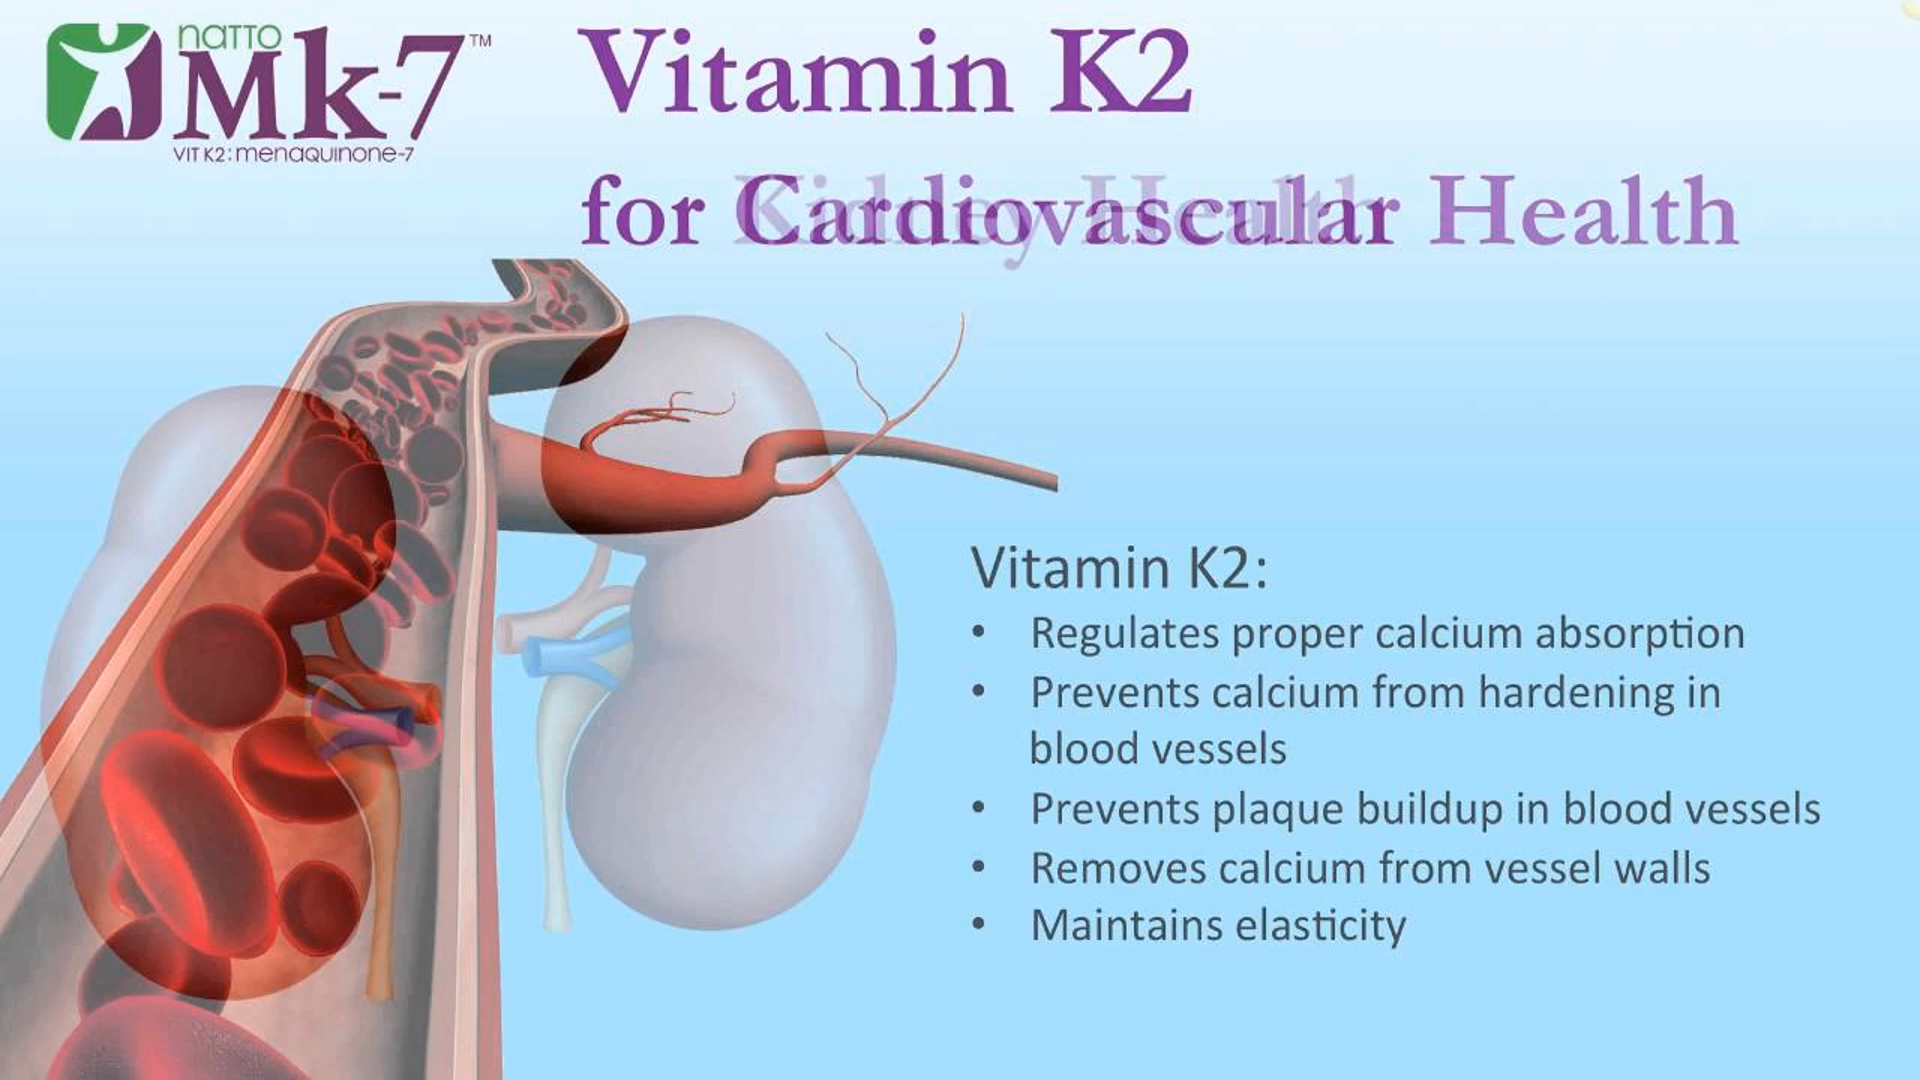 natto
Mk-7™
VIT K2: menaquinone-7
Vitamin K2
for Cardiovascular Health
Kidney Health
Vitamin K2:
• Regulates proper calcium absorption
• Prevents calcium from hardening in
blood vessels
• Prevents plaque buildup in blood vessels
• Removes calcium from vessel walls
• Maintains elasticity